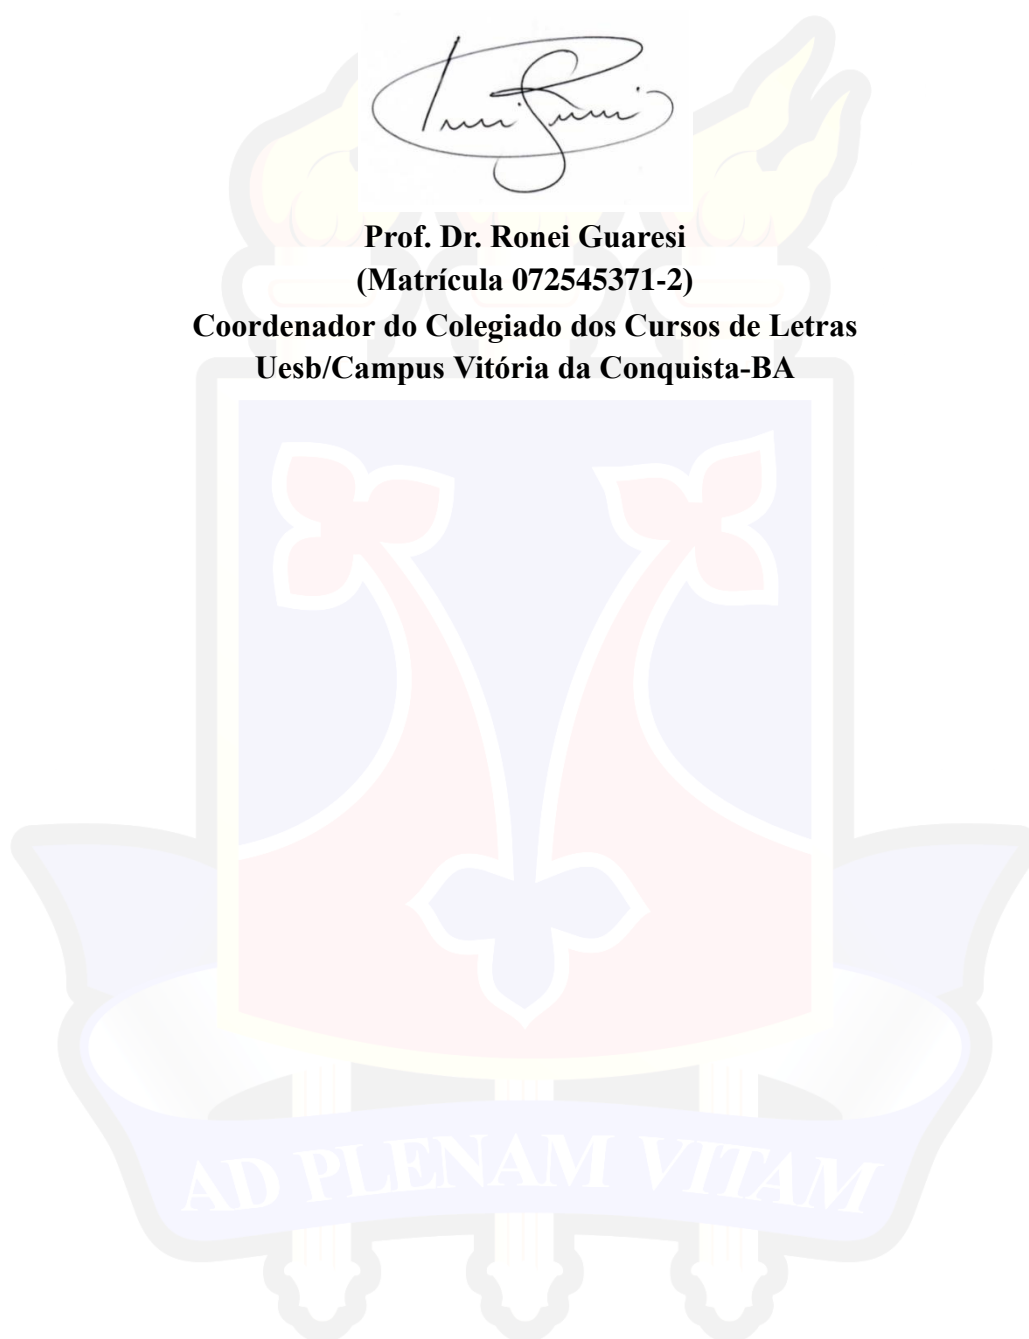 Prof. Dr. Ronei Guaresi
(Matrícula 072545371-2)
Coordenador do Colegiado dos Cursos de Letras
Uesb/Campus Vitória da Conquista-BA
AD PLENAM VITAM